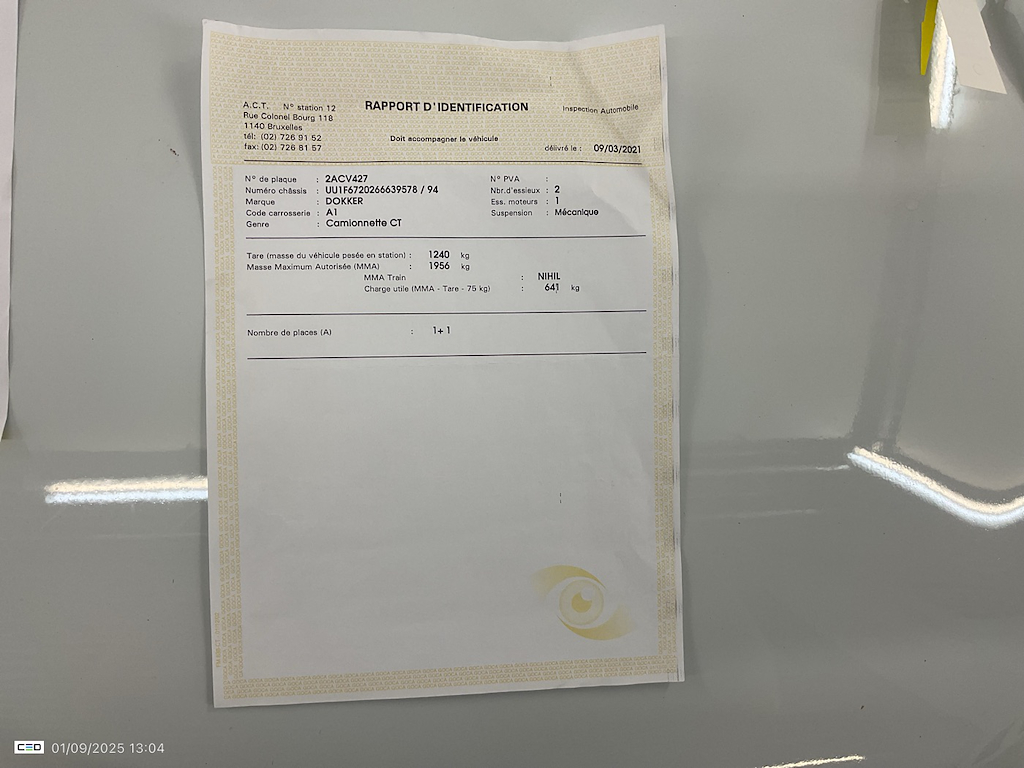 A.C.T. N° station 12
Rue Colonel Bourg 118
1140 Bruxelles
tél: (02) 726 91 52
fax: (02) 726 81 57
RAPPORT D'IDENTIFICATION
Doit accompagner le véhicule
Inspection Automobile
délivré le : 09/03/2021
N° de plaque : 2ACV427
Numéro châssis : UU1F6720266639578 / 94
Marque : DOKKER
Code carrosserie : A1
Genre : Camionnette CT
N° PVA :
Nbr.d'essieux : 2
Ess. moteurs : 1
Suspension : Mécanique
Tare (masse du véhicule pesée en station) : 1240 kg
Masse Maximum Autorisée (MMA) : 1956 kg
MMA Train : NIHIL
Charge utile (MMA - Tare - 75 kg) : 641 kg
Nombre de places (A) : 1+ 1
CEO 01/09/2025 13:04